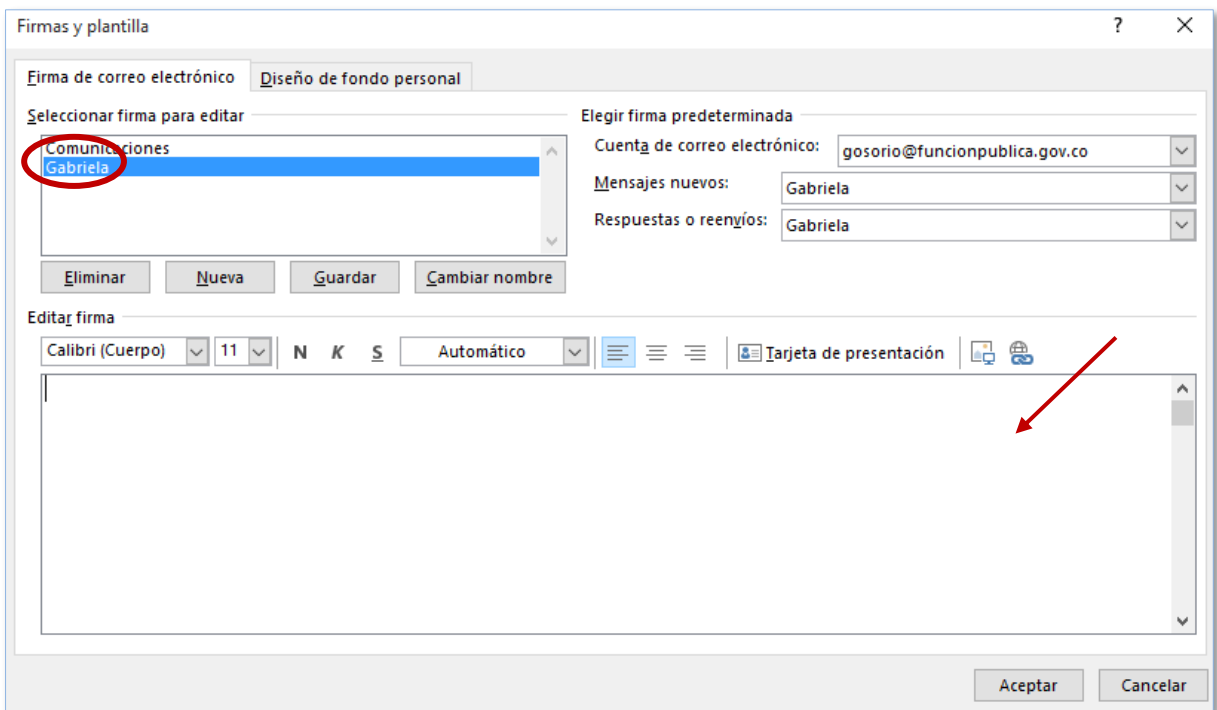 Firmas y plantilla ?
Firma de correo electrónico Diseño de fondo personal
Seleccionar firma para editar
Comunicaciones
Gabriela
Eliminar Nueva Guardar Cambiar nombre
Elegir firma predeterminada
Cuenta de correo electrónico: gosorio@funcionpublica.gov.co
Mensajes nuevos: Gabriela
Respuestas o reenvíos: Gabriela
Editar firma
Calibri (Cuerpo) 11 N K S Automático Tarjeta de presentación
Aceptar Cancelar